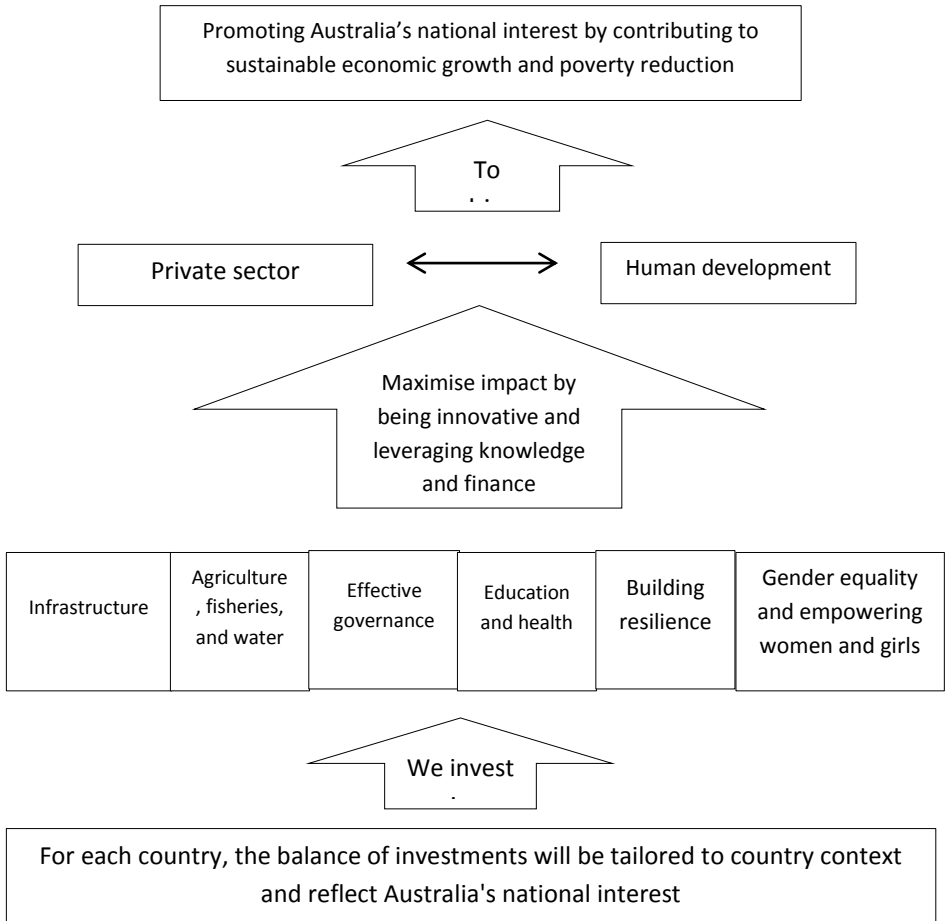 Promoting Australia’s national interest by contributing to
sustainable economic growth and poverty reduction
To
Private sector
Human development
Maximise impact by
being innovative and
leveraging knowledge
and finance
Infrastructure
Agriculture
, fisheries,
and water
Effective
governance
Education
and health
Building
resilience
Gender equality
and empowering
women and girls
We invest
For each country, the balance of investments will be tailored to country context
and reflect Australia's national interest